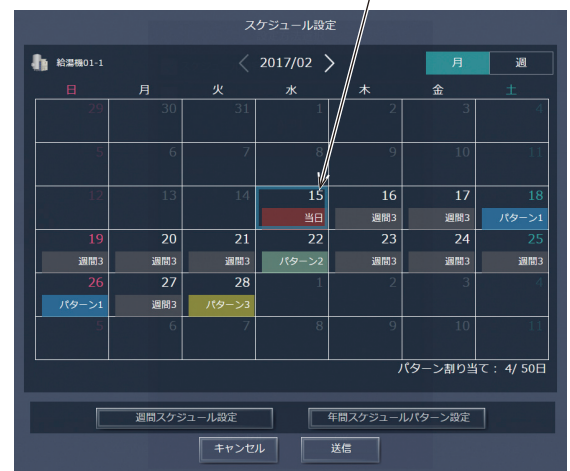 スケジュール設定
給湯機01-1
< 2017/02 >
月 週
日 月 火 水 木 金 土
29 30 31 1 2 3 4
5 6 7 8 9 10 11
12 13 14 15 16 17 18
当日 週間3 週間3 パターン1
19 20 21 22 23 24 25
週間3 週間3 週間3 パターン2 週間3 週間3 週間3
26 27 28 1 2 3 4
パターン1 週間3 パターン3
5 6 7 8 9 10 11
パターン割り当て： 4/ 50日
週間スケジュール設定 年間スケジュールパターン設定
キャンセル 送信